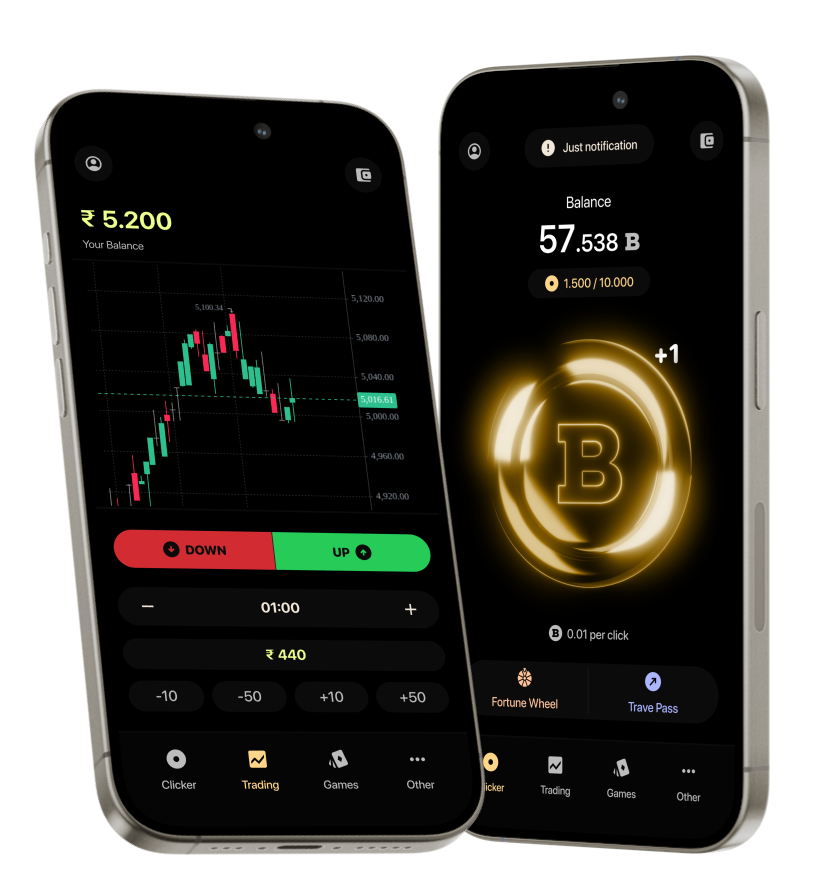 ₹ 5.200
Your Balance
5,100.34
5,120.00
5,080.00
5,040.00
5,016.61
5,000.00
4,960.00
4,920.00
DOWN
UP
− 01:00 +
₹ 440
-10 -50 +10 +50
Clicker Trading Games Other
Just notification
Balance
57.538 B
1.500 / 10.000
+1
B
B 0.01 per click
Fortune Wheel Trave Pass
icker Trading Games Other